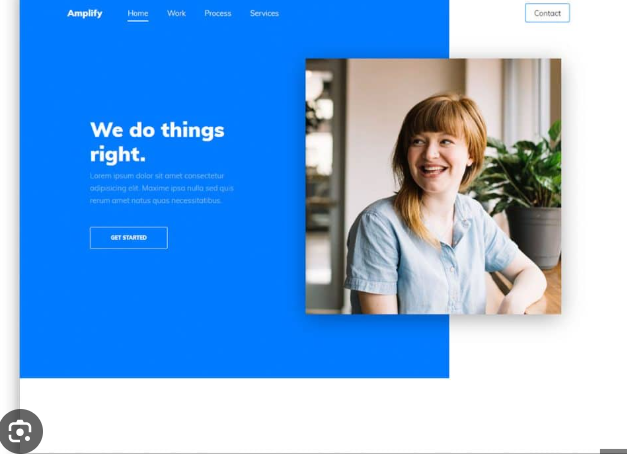 Amplify Home Work Process Services Contact
We do things
right.
Lorem ipsum dolor sit amet consectetur
adipisicing elit. Maxime ipsa nulla sed quis
rerum amet natus quas necessitatibus.
GET STARTED